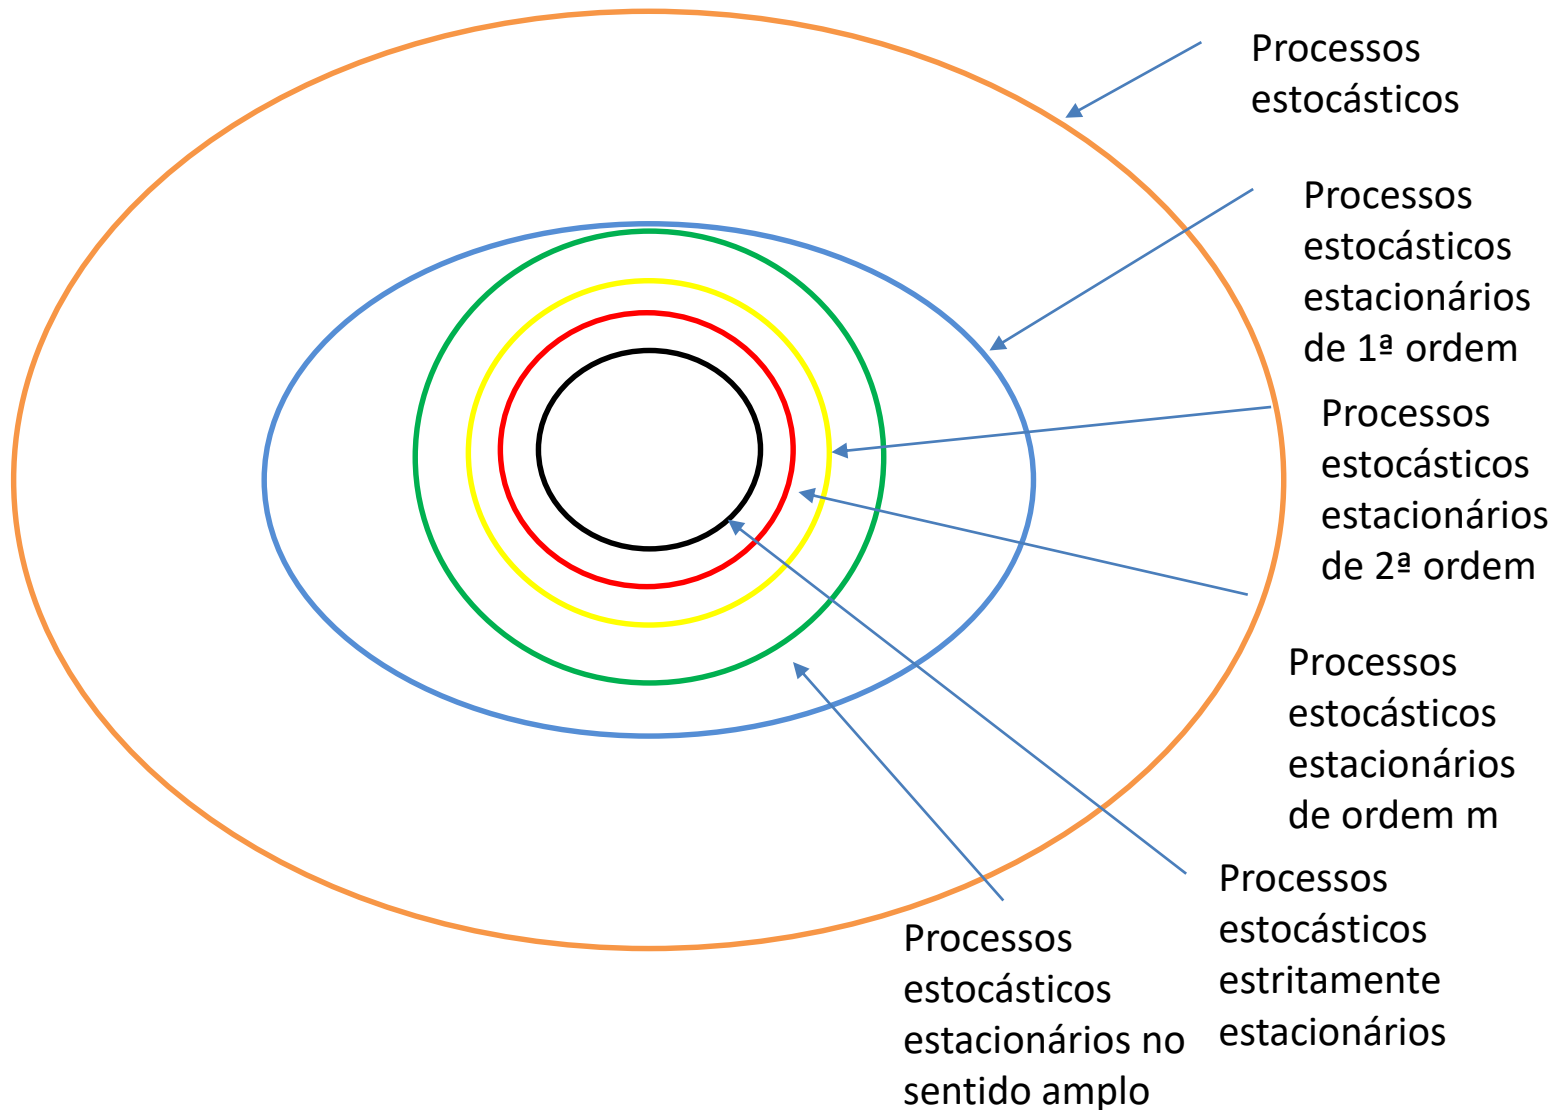 Processos
estocásticos
Processos
estocásticos
estacionários
de 1ª ordem
Processos
estocásticos
estacionários
de 2ª ordem
Processos
estocásticos
estacionários
de ordem m
Processos
estocásticos
estritamente
estacionários
Processos
estocásticos
estacionários no
sentido amplo